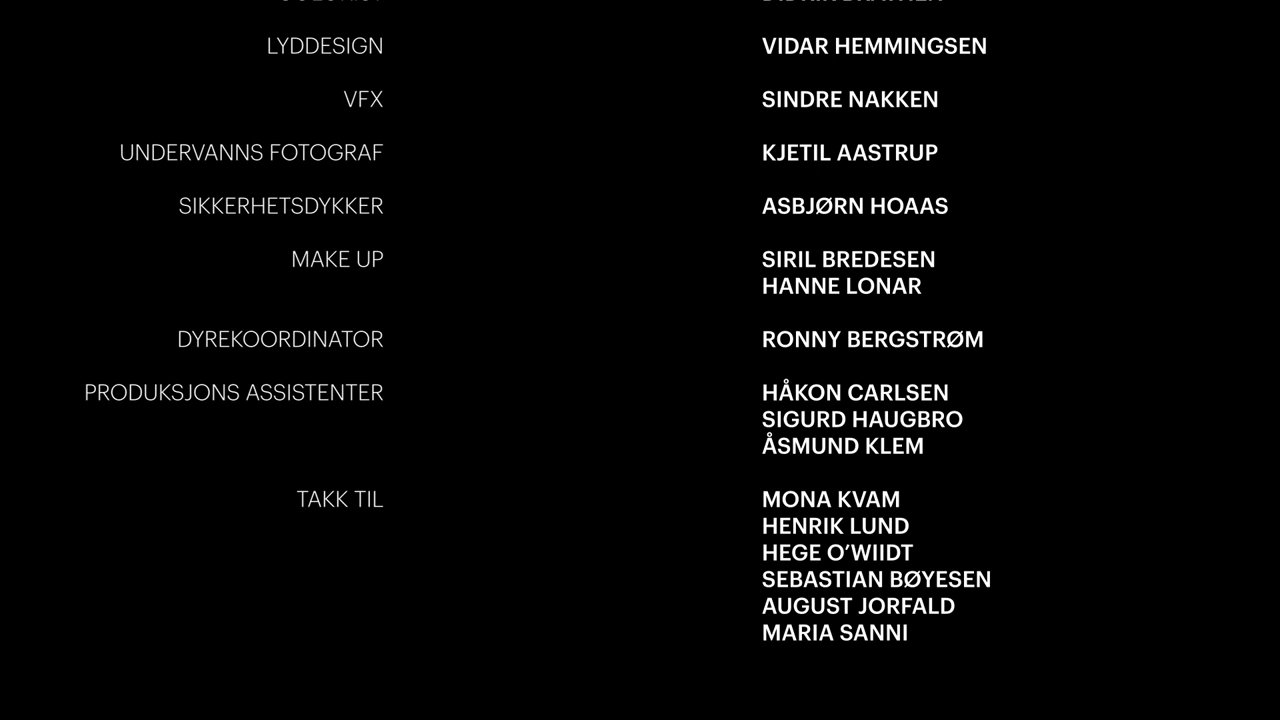 LYDDESIGN VIDAR HEMMINGSEN
VFX SINDRE NAKKEN
UNDERVANNS FOTOGRAF KJETIL AASTRUP
SIKKERHETSDYKKER ASBJØRN HOAAS
MAKE UP SIRIL BREDESEN
HANNE LONAR
DYREKOORDINATOR RONNY BERGSTRØM
PRODUKSJONS ASSISTENTER HÅKON CARLSEN
SIGURD HAUGBRO
ÅSMUND KLEM
TAKK TIL MONA KVAM
HENRIK LUND
HEGE O’WIIDT
SEBASTIAN BØYESEN
AUGUST JORFALD
MARIA SANNI